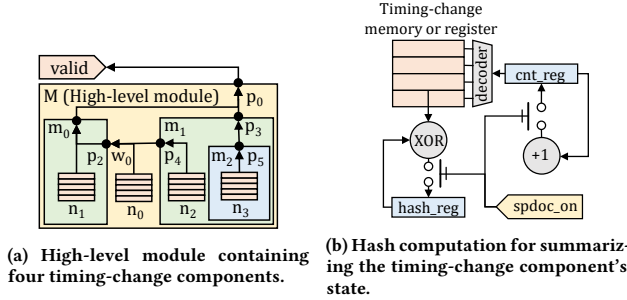 valid
M (High-level module)
p₀
m₀
m₁
p₃
p₂
w₀
p₄
m₂
p₅
n₁
n₀
n₂
n₃
(a) High-level module containing
four timing-change components.
Timing-change
memory or register
decoder
cnt_reg
XOR
+1
hash_reg
spdoc_on
(b) Hash computation for summariz-
ing the timing-change component's
state.